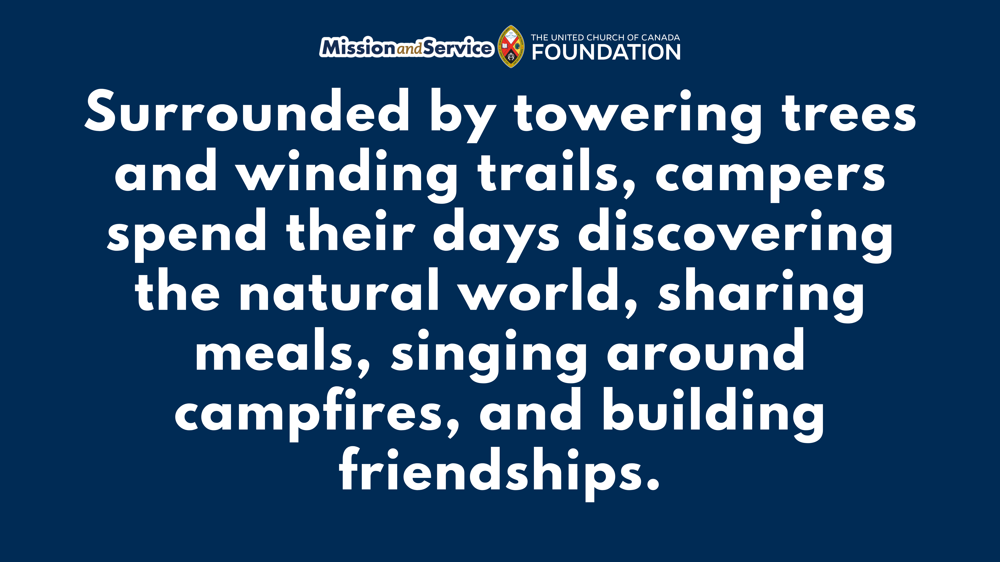 MissionandService
THE UNITED CHURCH OF CANADA
FOUNDATION
Surrounded by towering trees
and winding trails, campers
spend their days discovering
the natural world, sharing
meals, singing around
campfires, and building
friendships.